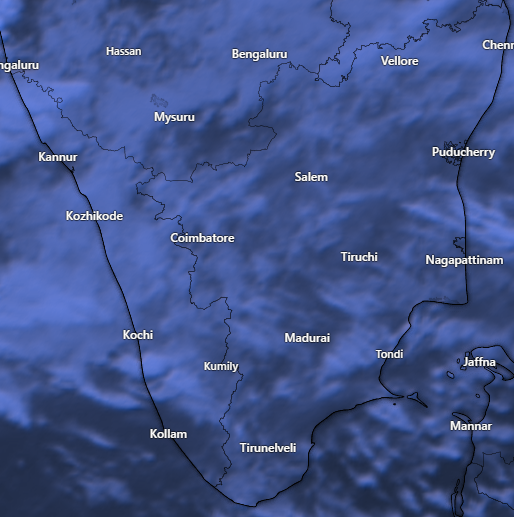 Chenn
Hassan
Bengaluru
Vellore
ngaluru
Mysuru
Puducherry
Kannur
Salem
Kozhikode
Coimbatore
Tiruchi
Nagapattinam
Kochi
Madurai
Tondi
Kumily
Jaffna
Mannar
Kollam
Tirunelveli